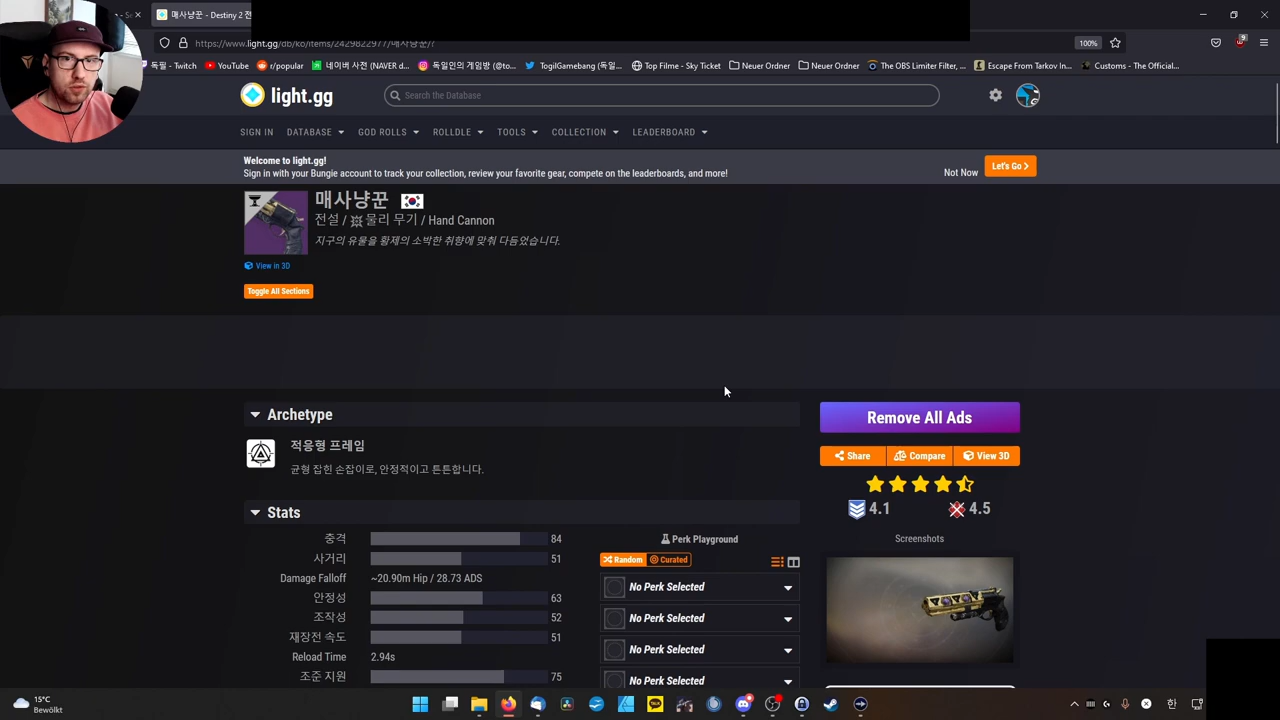 매사냥꾼 - Destiny 2 전
https://www.light.gg/db/ko/items/2429822977/매사냥꾼/?
100%
9
독필 - Twitch
YouTube
r/popular
네이버 사전 (NAVER d...
독일인의 게임방 (@to...
TogilGamebang (독일...
Top Filme, - Sky Ticket
Neuer Ordner
Neuer Ordner
The OBS Limiter Filter, ...
Escape From Tarkov In...
Customs - The Official...
light.gg
Search the Database
SIGN IN
DATABASE
GOD ROLLS
ROLLDLE
TOOLS
COLLECTION
LEADERBOARD
Welcome to light.gg!
Sign in with your Bungie account to track your collection, review your favorite gear, compete on the leaderboards, and more!
Not Now
Let's Go
매사냥꾼
전설 / 물리 무기 / Hand Cannon
지구의 유물을 황제의 소박한 취향에 맞춰 다듬었습니다.
View in 3D
Toggle All Sections
Archetype
적응형 프레임
균형 잡힌 손잡이로, 안정적이고 튼튼합니다.
Remove All Ads
Share
Compare
View 3D
4.1
4.5
Screenshots
Stats
충격 84
사거리 51
Damage Falloff ~20.90m Hip / 28.73 ADS
안정성 63
조작성 52
재장전 속도 51
Reload Time 2.94s
조준 지원 75
Perk Playground
Random
Curated
No Perk Selected
No Perk Selected
No Perk Selected
No Perk Selected
15°C
Bewölkt
TALK
한